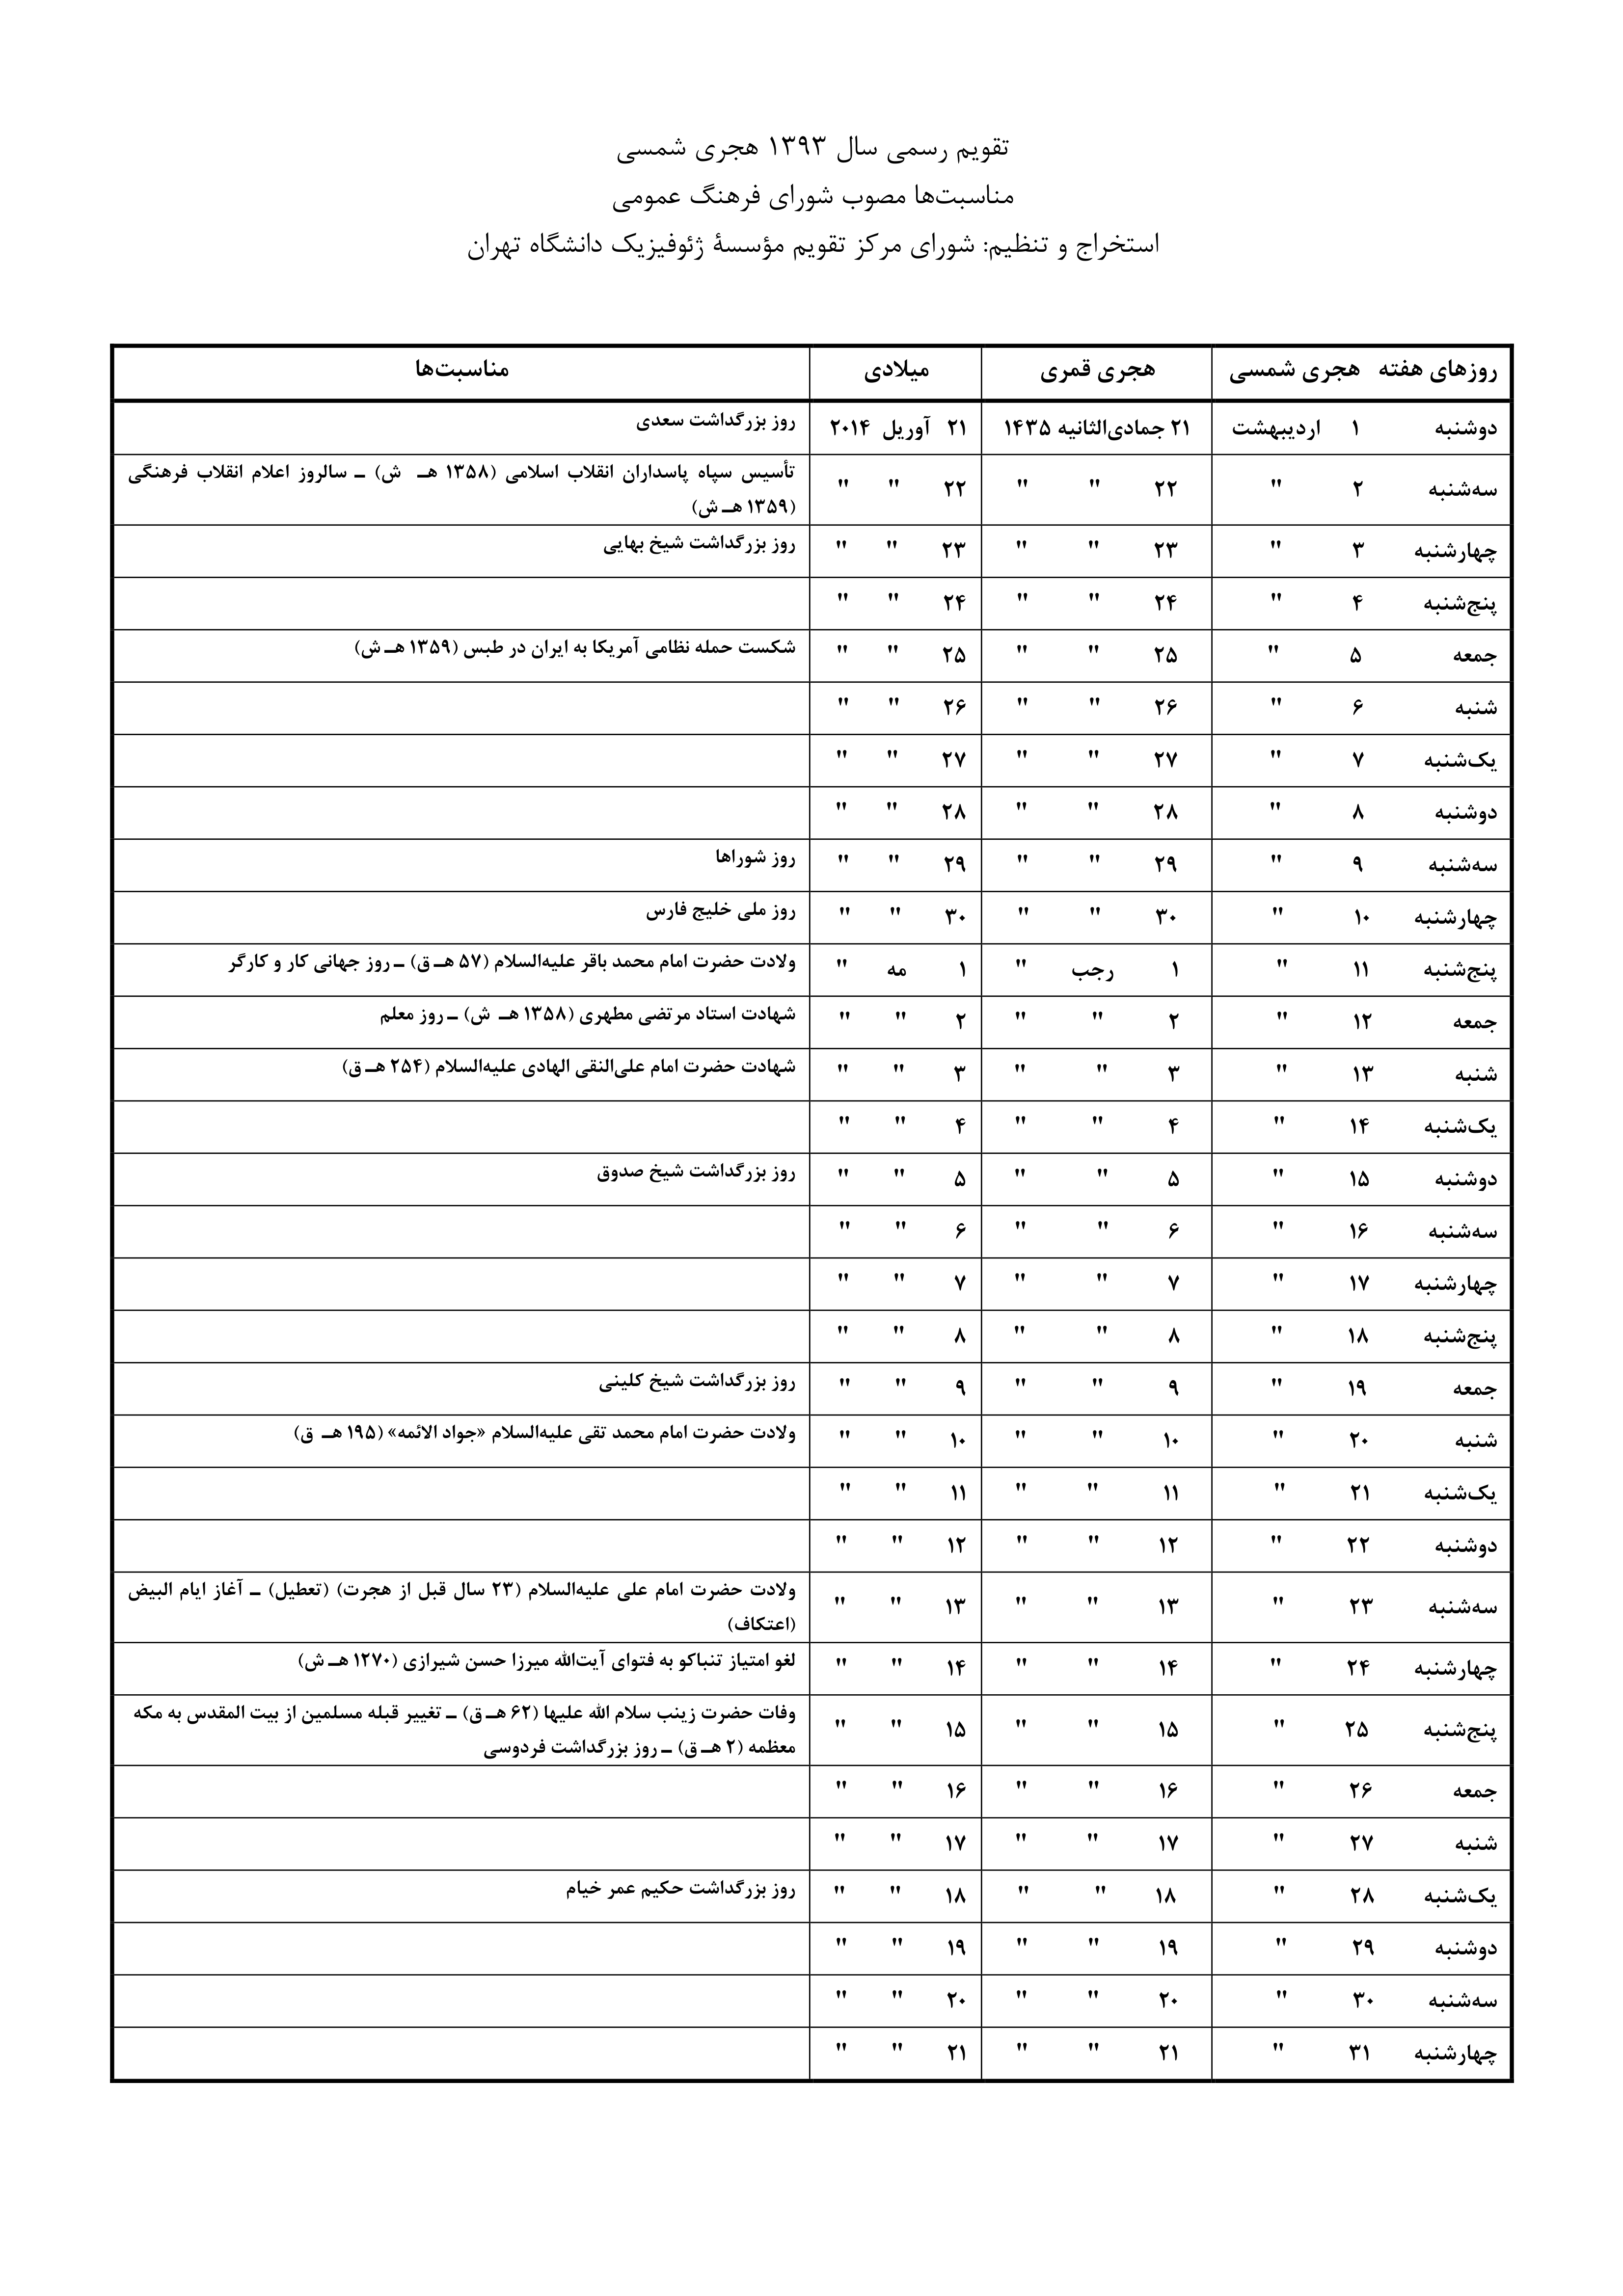 تقویم رسمی سال ۱۳۹۳ هجری شمسی
مناسبت‌ها مصوب شورای فرهنگ عمومی
استخراج و تنظیم: شورای مرکز تقویم مؤسسهٔ ژئوفیزیک دانشگاه تهران
روزهای هفته هجری شمسی هجری قمری میلادی مناسبت‌ها
دوشنبه ۱ اردیبهشت ۲۱ جمادی‌الثانیه ۱۴۳۵ ۲۱ آوریل ۲۰۱۴ روز بزرگداشت سعدی
سه‌شنبه ۲ " ۲۲ " " ۲۲ " " تأسیس سپاه پاسداران انقلاب اسلامی (۱۳۵۸ هـ ش) ـ سالروز اعلام انقلاب فرهنگی
(۱۳۵۹ هـ ش)
چهارشنبه ۳ " ۲۳ " " ۲۳ " " روز بزرگداشت شیخ بهایی
پنج‌شنبه ۴ " ۲۴ " " ۲۴ " "
جمعه ۵ " ۲۵ " " ۲۵ " " شکست حمله نظامی آمریکا به ایران در طبس (۱۳۵۹ هـ ش)
شنبه ۶ " ۲۶ " " ۲۶ " "
یک‌شنبه ۷ " ۲۷ " " ۲۷ " "
دوشنبه ۸ " ۲۸ " " ۲۸ " "
سه‌شنبه ۹ " ۲۹ " " ۲۹ " " روز شوراها
چهارشنبه ۱۰ " ۳۰ " " ۳۰ " " روز ملی خلیج فارس
پنج‌شنبه ۱۱ " ۱ رجب " ۱ مه " ولادت حضرت امام محمد باقر علیه‌السلام (۵۷ هـ ق) ـ روز جهانی کار و کارگر
جمعه ۱۲ " ۲ " " ۲ " " شهادت استاد مرتضی مطهری (۱۳۵۸ هـ ش) ـ روز معلم
شنبه ۱۳ " ۳ " " ۳ " " شهادت حضرت امام علی‌النقی الهادی علیه‌السلام (۲۵۴ هـ ق)
یک‌شنبه ۱۴ " ۴ " " ۴ " "
دوشنبه ۱۵ " ۵ " " ۵ " " روز بزرگداشت شیخ صدوق
سه‌شنبه ۱۶ " ۶ " " ۶ " "
چهارشنبه ۱۷ " ۷ " " ۷ " "
پنج‌شنبه ۱۸ " ۸ " " ۸ " "
جمعه ۱۹ " ۹ " " ۹ " " روز بزرگداشت شیخ کلینی
شنبه ۲۰ " ۱۰ " " ۱۰ " " ولادت حضرت امام محمد تقی علیه‌السلام «جواد الائمه» (۱۹۵ هـ ق)
یک‌شنبه ۲۱ " ۱۱ " " ۱۱ " "
دوشنبه ۲۲ " ۱۲ " " ۱۲ " "
سه‌شنبه ۲۳ " ۱۳ " " ۱۳ " " ولادت حضرت امام علی علیه‌السلام (۲۳ سال قبل از هجرت) (تعطیل) ـ آغاز ایام البیض
(اعتکاف)
چهارشنبه ۲۴ " ۱۴ " " ۱۴ " " لغو امتیاز تنباکو به فتوای آیت‌الله میرزا حسن شیرازی (۱۲۷۰ هـ ش)
پنج‌شنبه ۲۵ " ۱۵ " " ۱۵ " " وفات حضرت زینب سلام الله علیها (۶۲ هـ ق) ـ تغییر قبله مسلمین از بیت المقدس به مکه
معظمه (۲ هـ ق) ـ روز بزرگداشت فردوسی
جمعه ۲۶ " ۱۶ " " ۱۶ " "
شنبه ۲۷ " ۱۷ " " ۱۷ " "
یک‌شنبه ۲۸ " ۱۸ " " ۱۸ " " روز بزرگداشت حکیم عمر خیام
دوشنبه ۲۹ " ۱۹ " " ۱۹ " "
سه‌شنبه ۳۰ " ۲۰ " " ۲۰ " "
چهارشنبه ۳۱ " ۲۱ " " ۲۱ " "